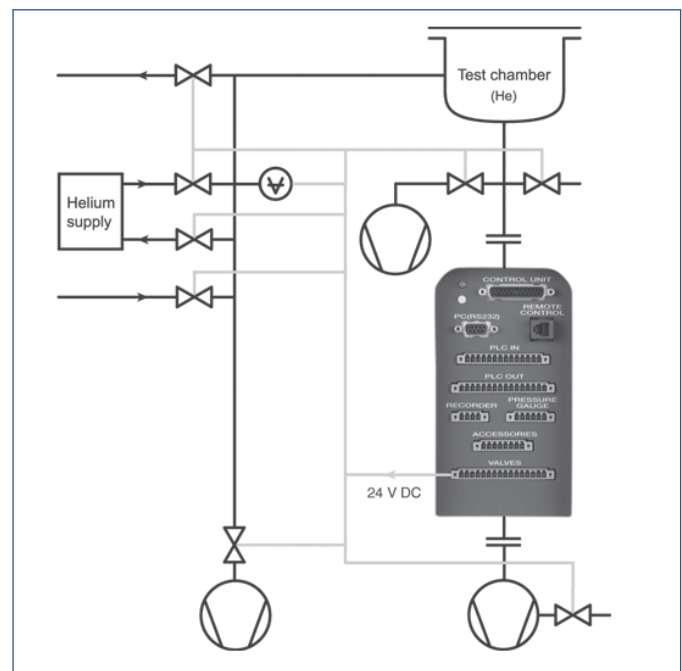 Test chamber
(He)
Helium
supply
CONTROL UNIT
REMOTE
CONTROL
PC(RS232)
PLC IN
PLC OUT
RECORDER
PRESSURE
GAUGE
ACCESSORIES
VALVES
24 V DC